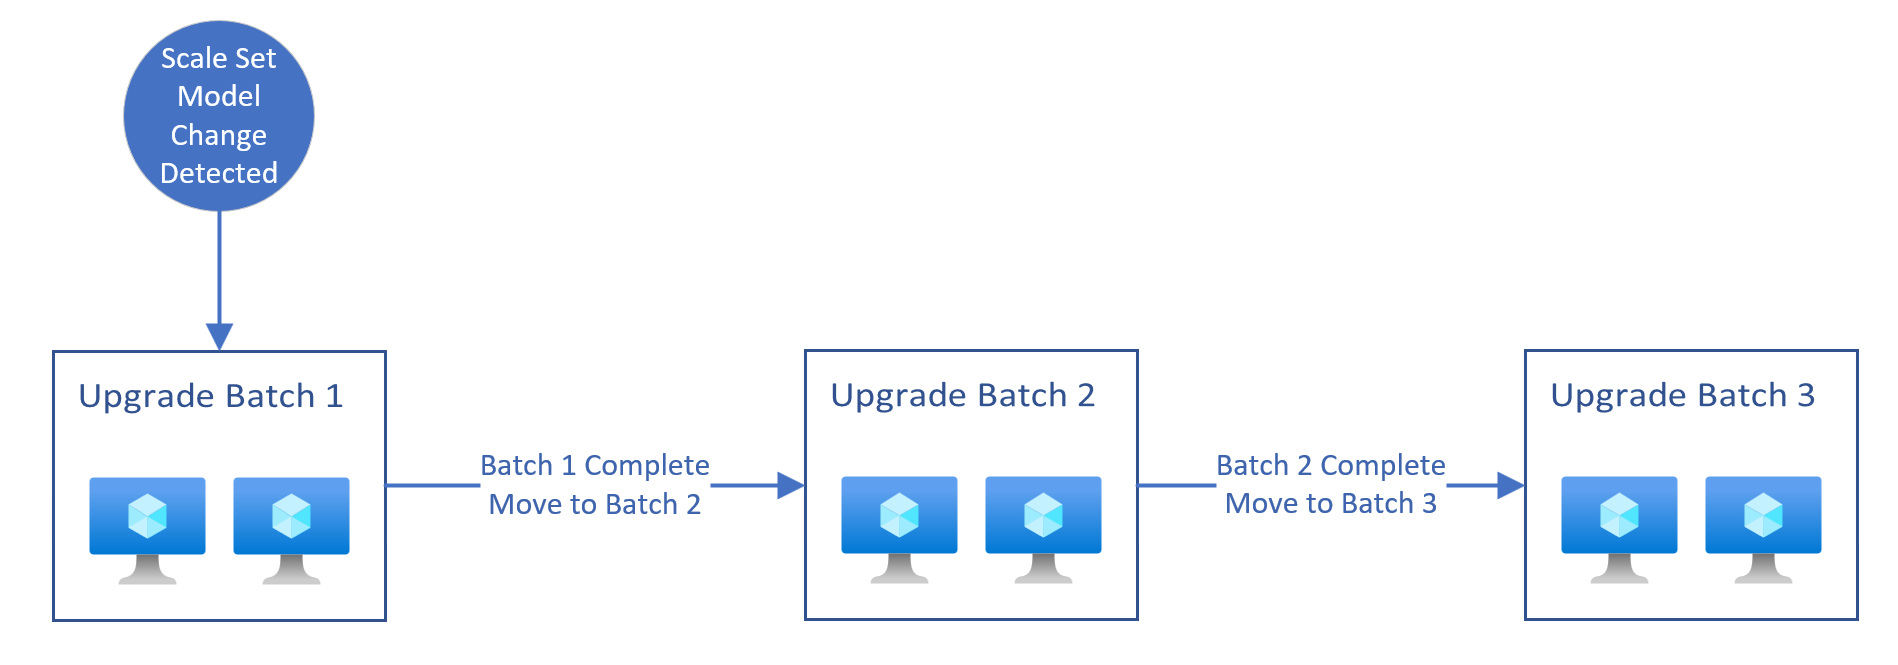 Scale Set
Model
Change
Detected
Upgrade Batch 1
Batch 1 Complete
Move to Batch 2
Upgrade Batch 2
Batch 2 Complete
Move to Batch 3
Upgrade Batch 3